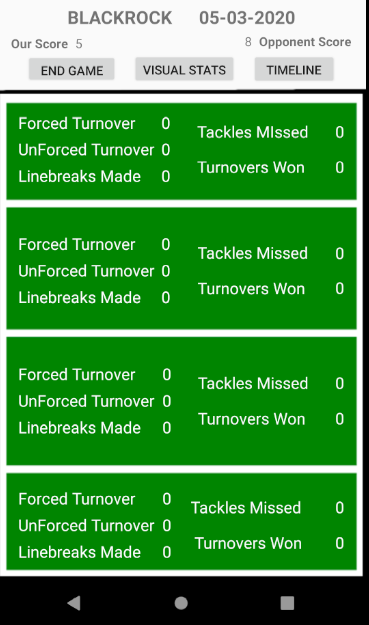 BLACKROCK 05-03-2020
Our Score 5 8 Opponent Score
END GAME VISUAL STATS TIMELINE
Forced Turnover 0 Tackles MIssed 0
UnForced Turnover 0
Turnovers Won 0
Linebreaks Made 0
Forced Turnover 0 Tackles Missed 0
UnForced Turnover 0
Turnovers Won 0
Linebreaks Made 0
Forced Turnover 0 Tackles Missed 0
UnForced Turnover 0
Turnovers Won 0
Linebreaks Made 0
Forced Turnover 0 Tackles Missed 0
UnForced Turnover 0
Turnovers Won 0
Linebreaks Made 0